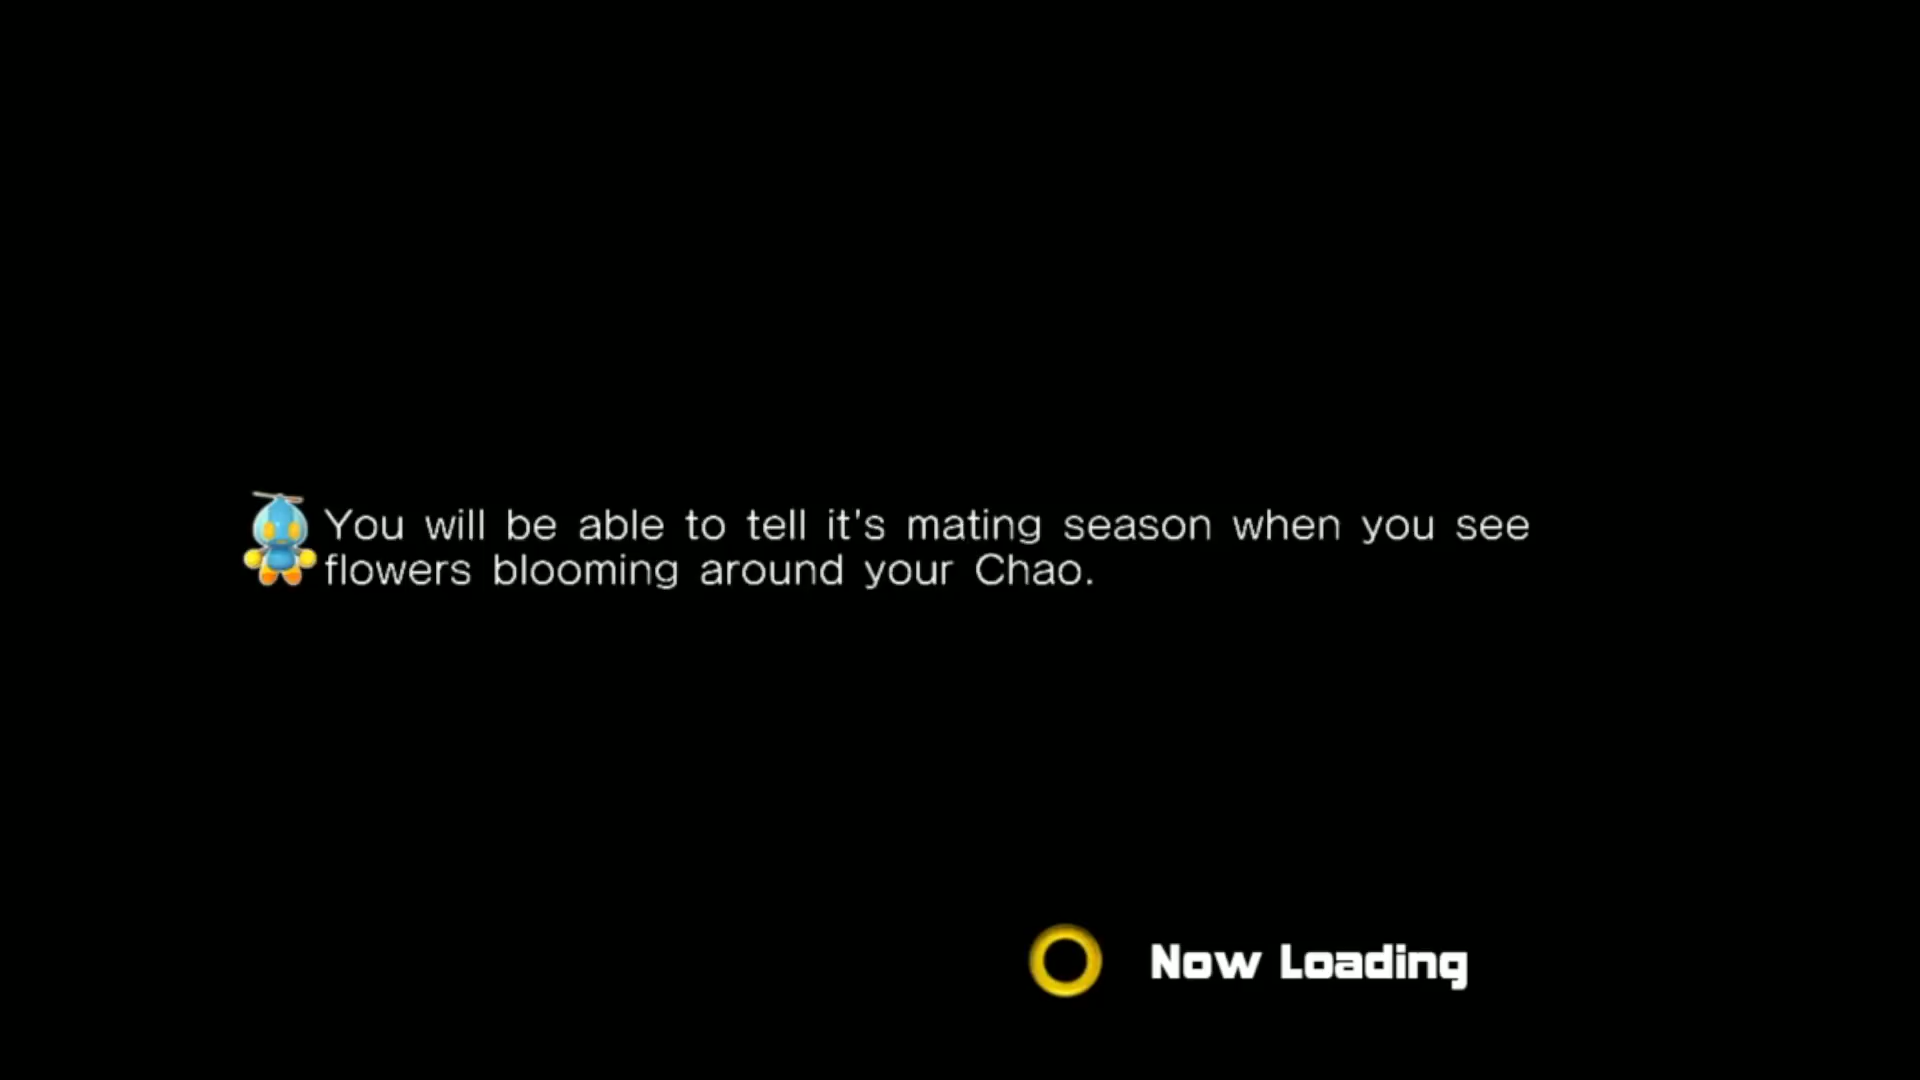 You will be able to tell it's mating season when you see
flowers blooming around your Chao.
Now Loading